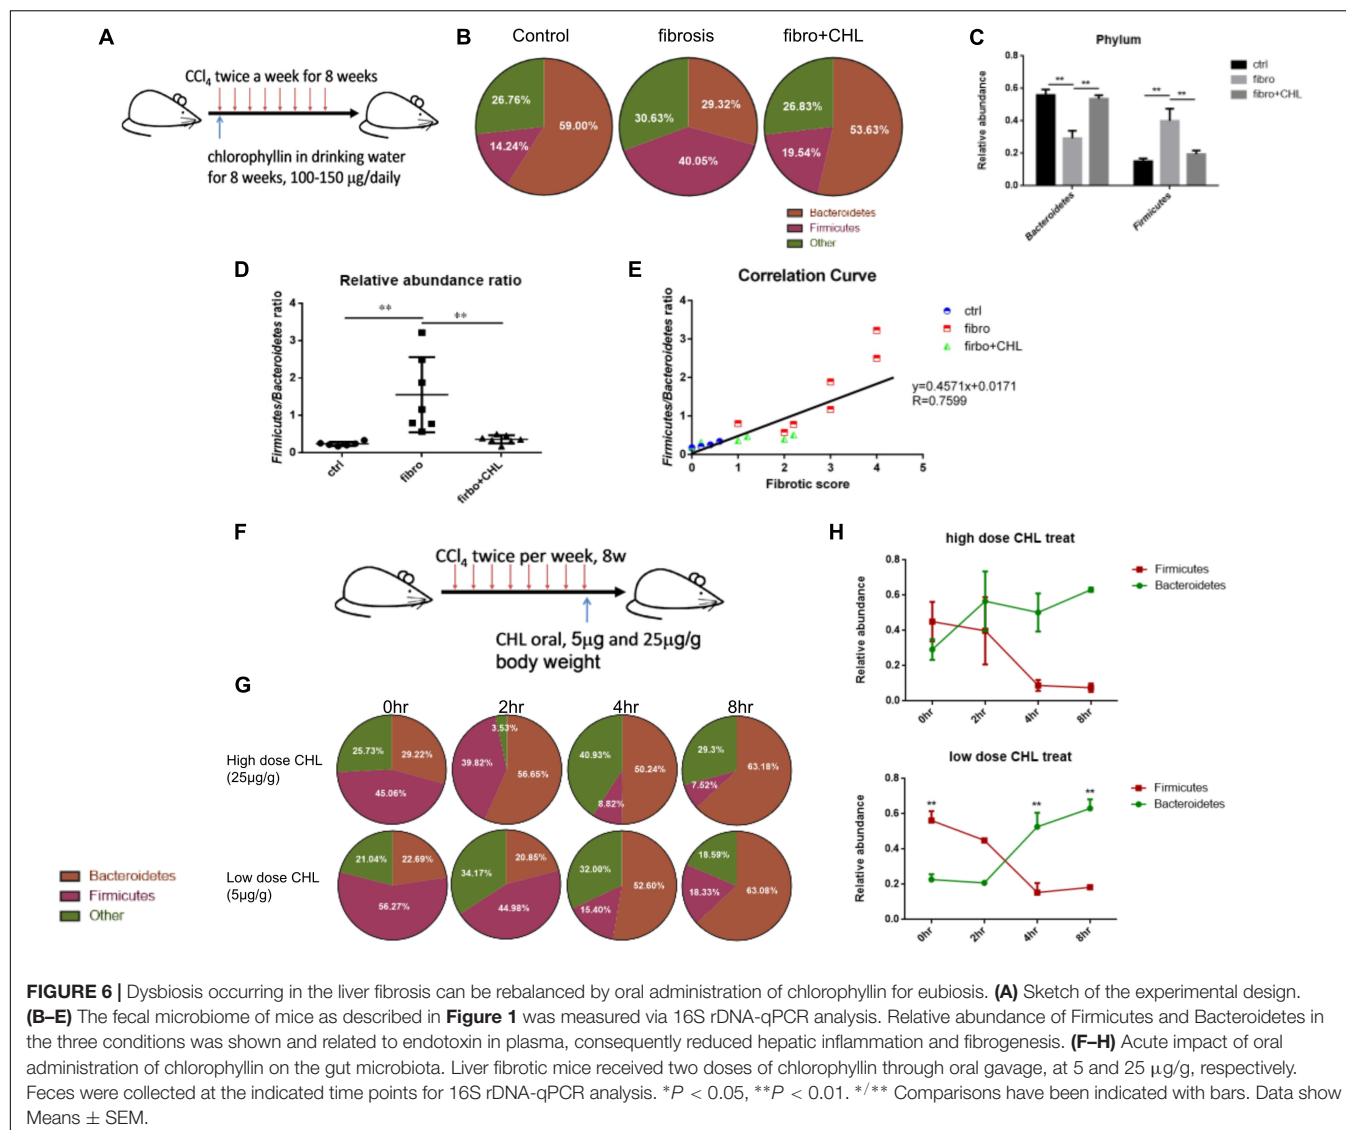 A
CCl4 twice a week for 8 weeks
chlorophyllin in drinking water
for 8 weeks, 100-150 µg/daily
B
Control
fibrosis
fibro+CHL
26.76%
59.00%
14.24%
30.63%
29.32%
40.05%
26.83%
53.63%
19.54%
Bacteroidetes
Firmicutes
Other
C
Phylum
Relative abundance
0.8
0.6
0.4
0.2
0.0
** ** ** **
ctrl
fibro
fibro+CHL
Bacteroidetes
Firmicutes
D
Relative abundance ratio
Firmicutes/Bacteroidetes ratio
4
3
2
1
0
** **
ctrl
fibro
firbo+CHL
E
Correlation Curve
Firmicutes/Bacteroidetes ratio
4
3
2
1
0
0 1 2 3 4 5
Fibrotic score
ctrl
fibro
firbo+CHL
y=0.4571x+0.0171
R=0.7599
F
CCl4 twice per week, 8w
CHL oral, 5µg and 25µg/g
body weight
G
0hr 2hr 4hr 8hr
High dose CHL
(25µg/g)
25.73%
29.22%
45.06%
3.53%
39.82%
56.65%
40.93%
50.24%
8.82%
29.3%
63.18%
7.52%
Low dose CHL
(5µg/g)
21.04%
22.69%
56.27%
34.17%
20.85%
44.98%
32.00%
52.60%
15.40%
18.59%
18.33%
63.08%
Bacteroidetes
Firmicutes
Other
H
high dose CHL treat
Relative abundance
0.8
0.6
0.4
0.2
0.0
0hr 2hr 4hr 8hr
Firmicutes
Bacteroidetes
low dose CHL treat
Relative abundance
0.8
0.6
0.4
0.2
0.0
** ** **
0hr 2hr 4hr 8hr
Firmicutes
Bacteroidetes
FIGURE 6 | Dysbiosis occurring in the liver fibrosis can be rebalanced by oral administration of chlorophyllin for eubiosis. (A) Sketch of the experimental design.
(B–E) The fecal microbiome of mice as described in Figure 1 was measured via 16S rDNA-qPCR analysis. Relative abundance of Firmicutes and Bacteroidetes in
the three conditions was shown and related to endotoxin in plasma, consequently reduced hepatic inflammation and fibrogenesis. (F–H) Acute impact of oral
administration of chlorophyllin on the gut microbiota. Liver fibrotic mice received two doses of chlorophyllin through oral gavage, at 5 and 25 µg/g, respectively.
Feces were collected at the indicated time points for 16S rDNA-qPCR analysis. *P < 0.05, **P < 0.01. */** Comparisons have been indicated with bars. Data show
Means ± SEM.